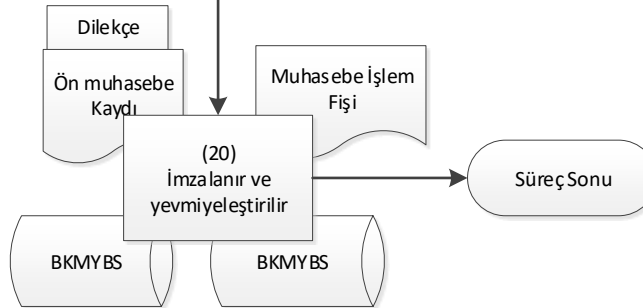 Dilekçe
Ön muhasebe
Kaydı
Muhasebe İşlem
Fişi
(20)
İmzalanır ve
yevmiyeleştirilir
Süreç Sonu
BKMYBS
BKMYBS